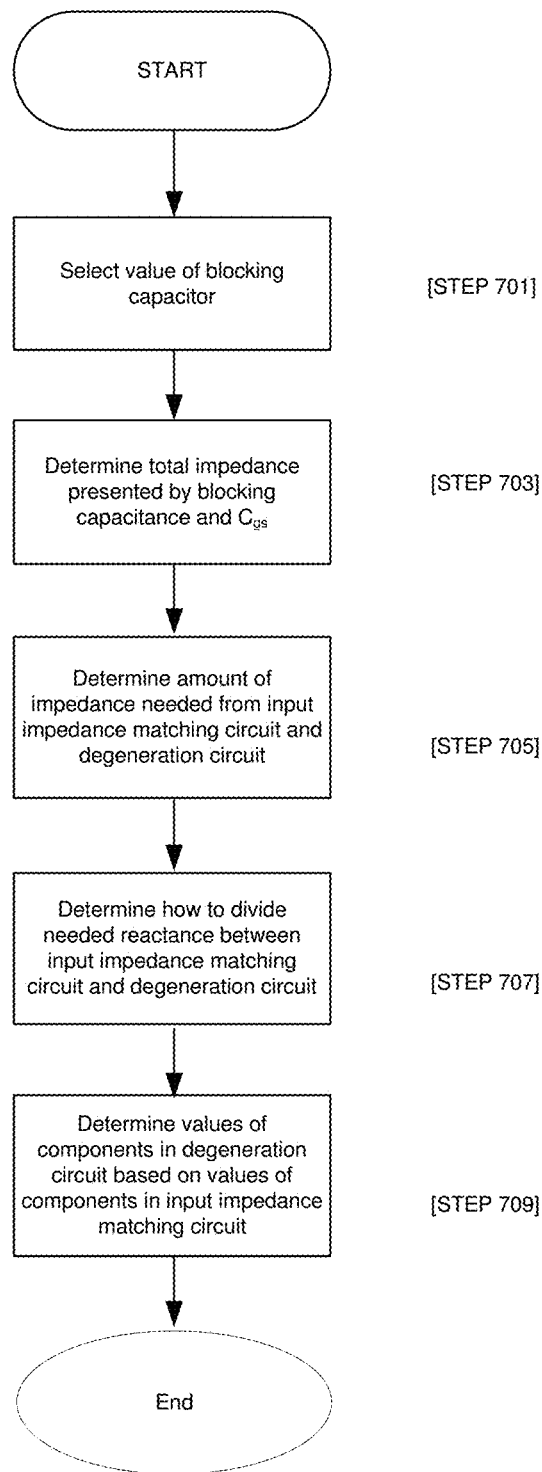 START
Select value of blocking
capacitor
[STEP 701]
Determine total impedance
presented by blocking
capacitance and Cgs
[STEP 703]
Determine amount of
impedance needed from input
impedance matching circuit and
degeneration circuit
[STEP 705]
Determine how to divide
needed reactance between
input impedance matching
circuit and degeneration circuit
[STEP 707]
Determine values of
components in degeneration
circuit based on values of
components in input impedance
matching circuit
[STEP 709]
End